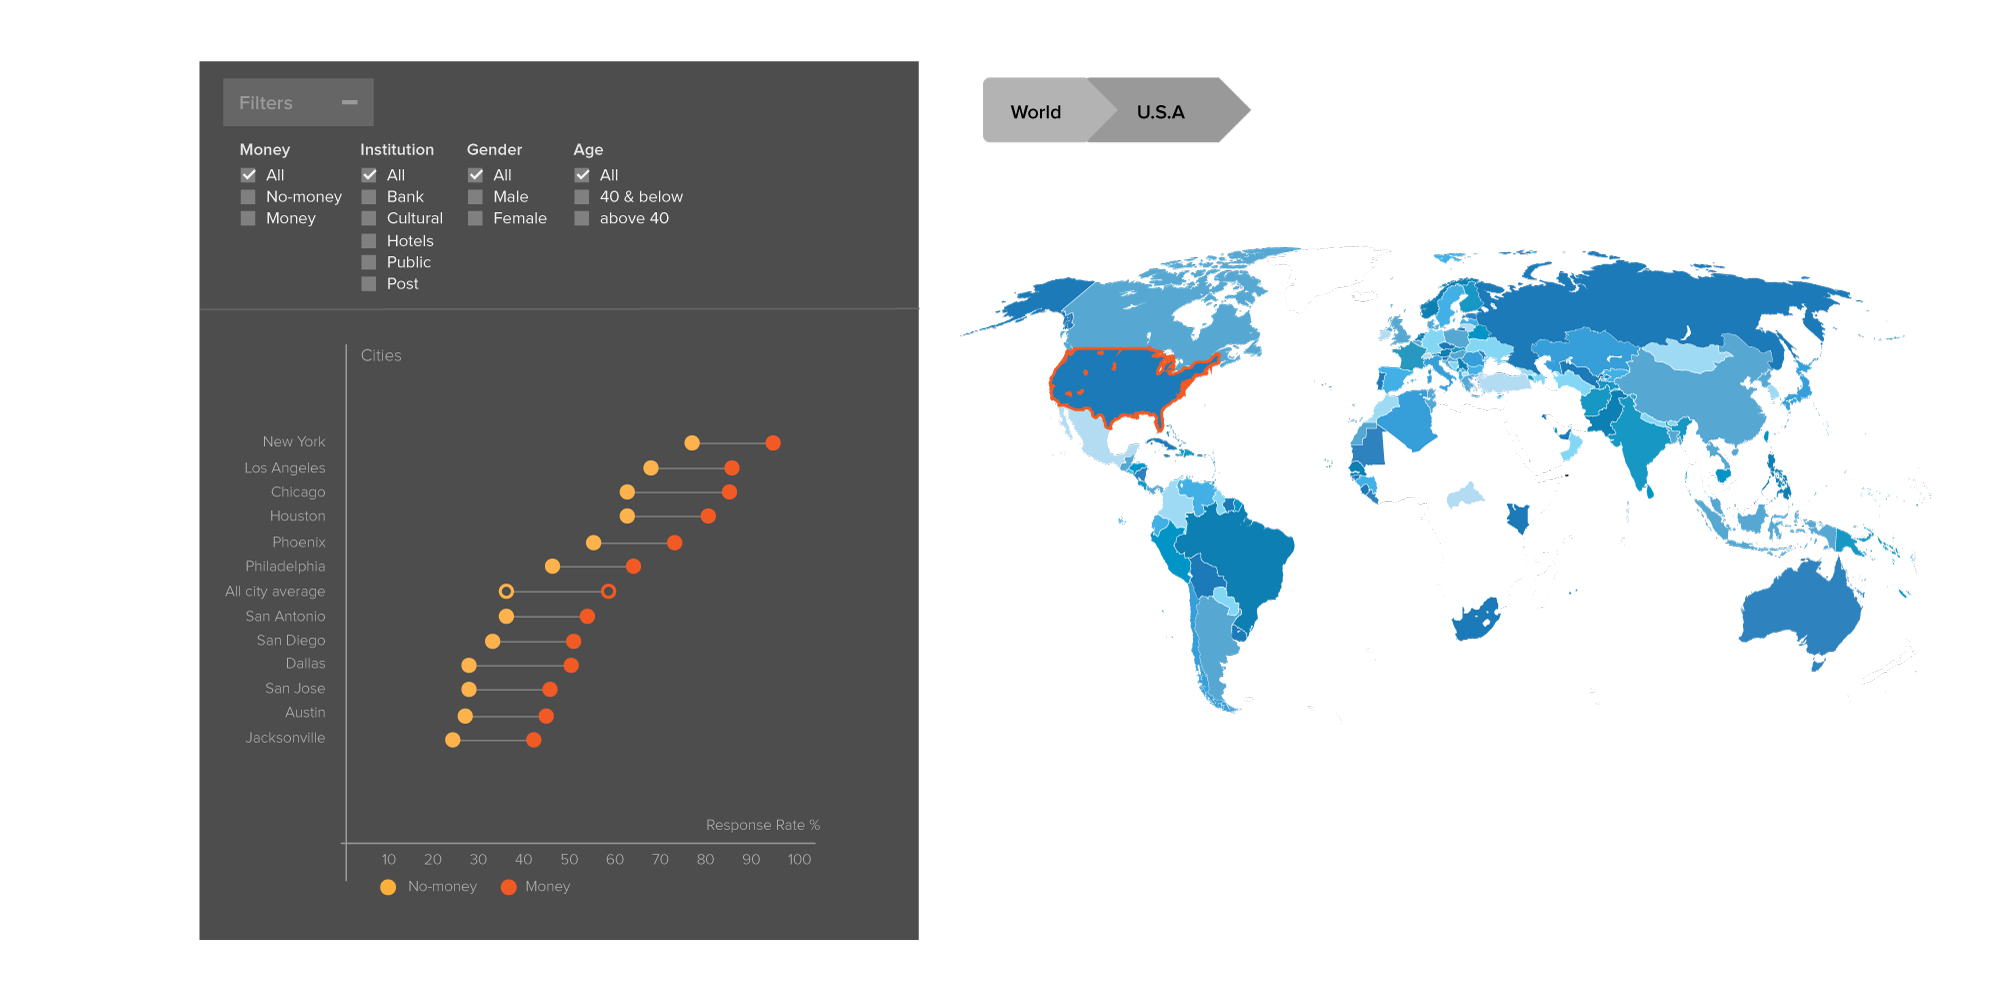 Filters
Money
All
No-money
Money
Institution
All
Bank
Cultural
Hotels
Public
Post
Gender
All
Male
Female
Age
All
40 & below
above 40
Cities
New York
Los Angeles
Chicago
Houston
Phoenix
Philadelphia
All city average
San Antonio
San Diego
Dallas
San Jose
Austin
Jacksonville
Response Rate %
10 20 30 40 50 60 70 80 90 100
No-money Money
World U.S.A